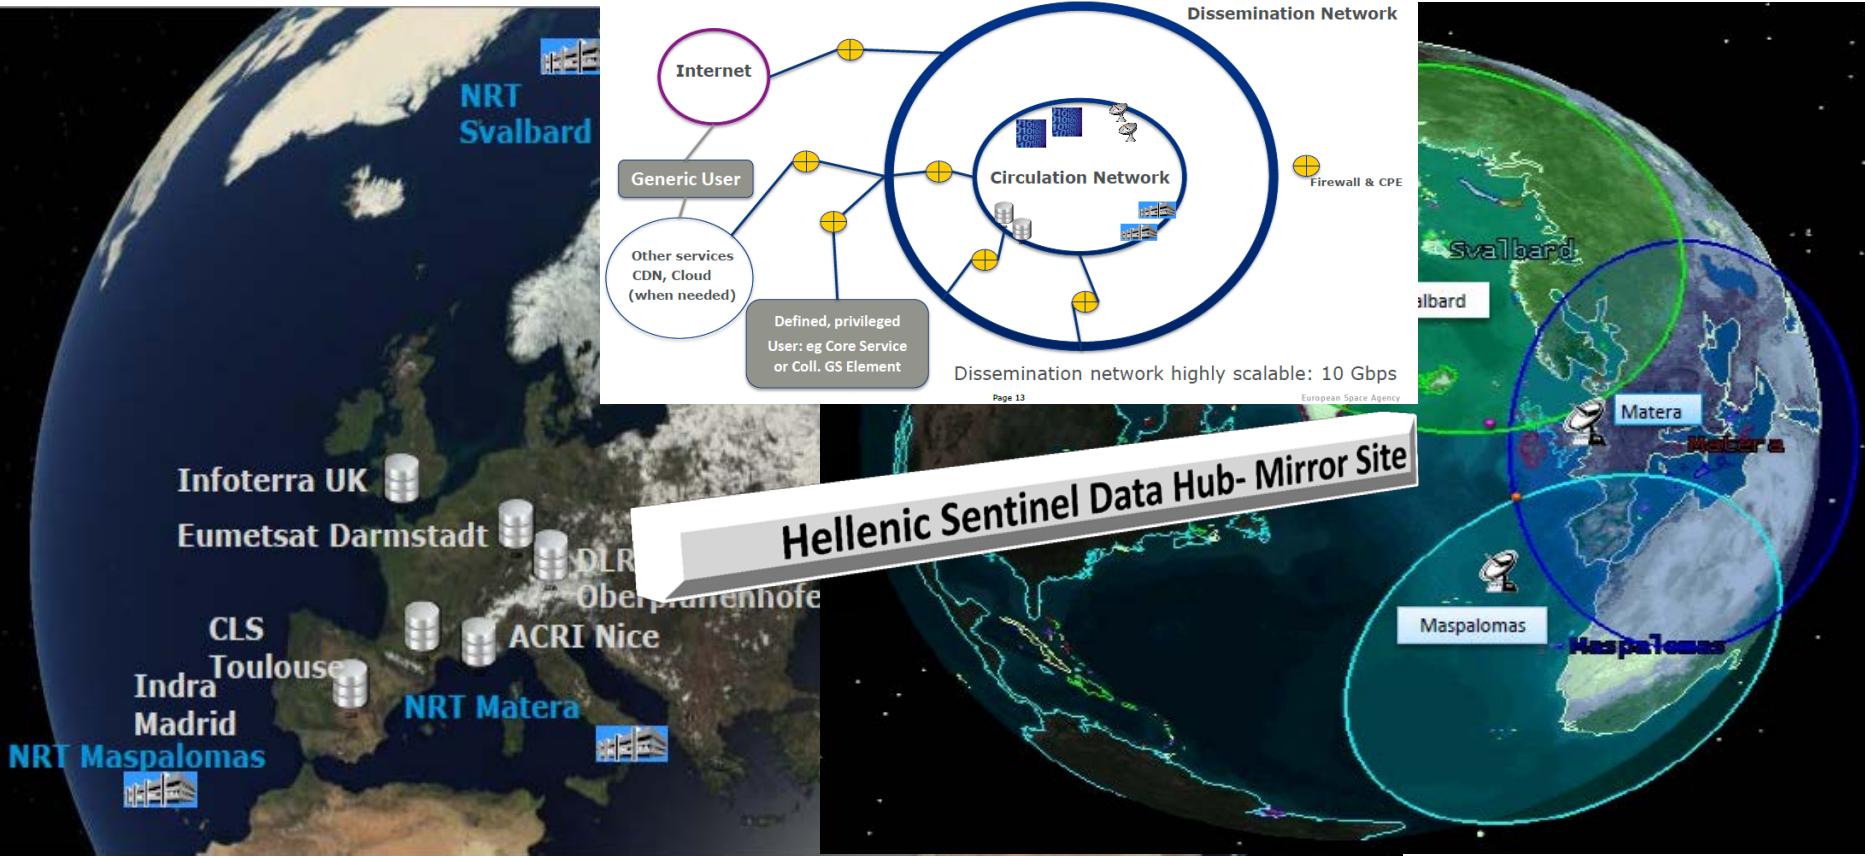 NRT
Svalbard
Infoterra UK
Eumetsat Darmstadt
DLR
CLS
Toulouse
ACRI Nice
Indra
Madrid
NRT Matera
NRT Maspalomas
Dissemination Network
Internet
Generic User
Circulation Network
Firewall & CPE
Other services
CDN, Cloud
(when needed)
Defined, privileged
User: eg Core Service
or Coll. GS Element
Dissemination network highly scalable: 10 Gbps
Page 13
European Space Agency
Hellenic Sentinel Data Hub- Mirror Site
Svalbard
albard
Matera
Matera
Maspalomas
Maspalomas